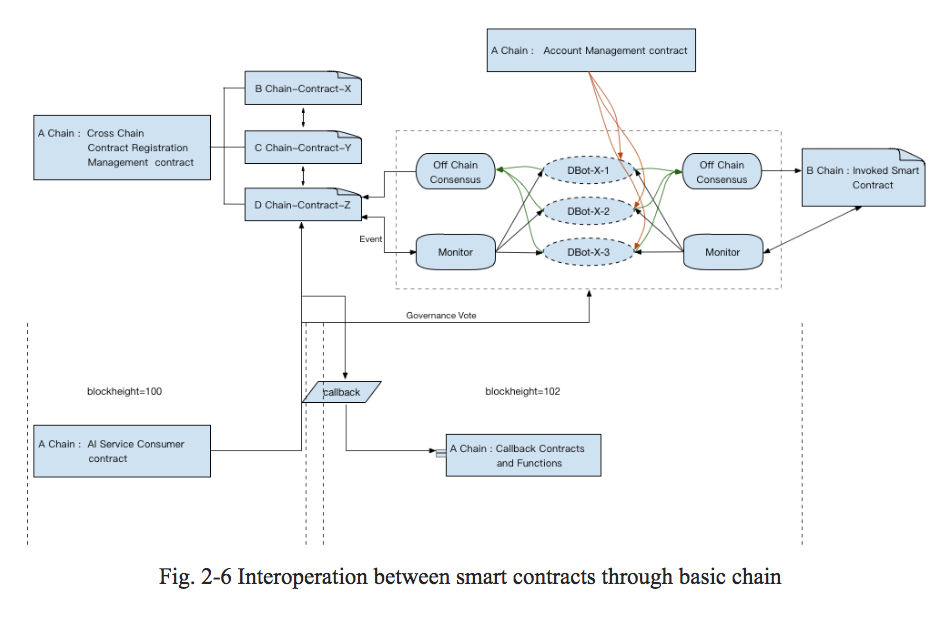 A Chain : Account Management contract
B Chain-Contract-X
A Chain : Cross Chain
Contract Registration
Management contract
C Chain-Contract-Y
D Chain-Contract-Z
Event
Off Chain
Consensus
Monitor
DBot-X-1
DBot-X-2
DBot-X-3
Off Chain
Consensus
Monitor
B Chain : Invoked Smart
Contract
Governance Vote
blockheight=100
callback
blockheight=102
A Chain : AI Service Consumer
contract
A Chain : Callback Contracts
and Functions
Fig. 2-6 Interoperation between smart contracts through basic chain